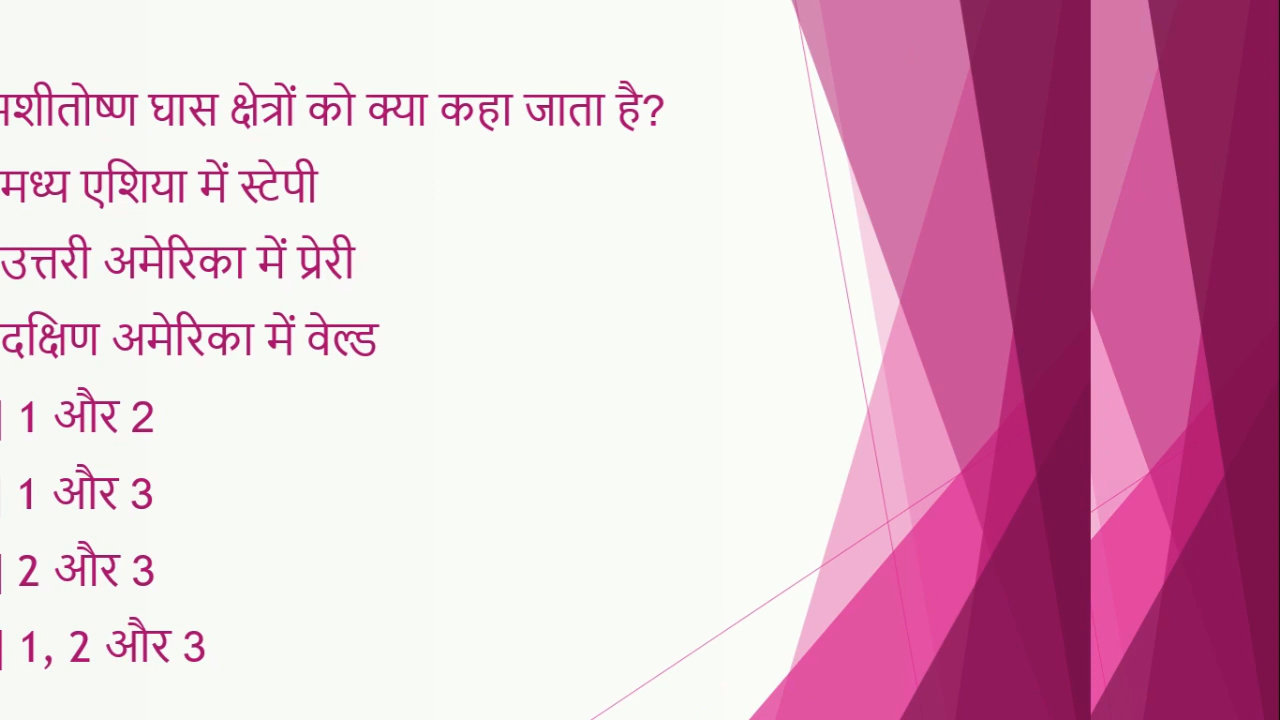 मशीतोष्ण घास क्षेत्रों को क्या कहा जाता है?
मध्य एशिया में स्टेपी
उत्तरी अमेरिका में प्रेरी
दक्षिण अमेरिका में वेल्ड
1 और 2
1 और 3
2 और 3
1, 2 और 3